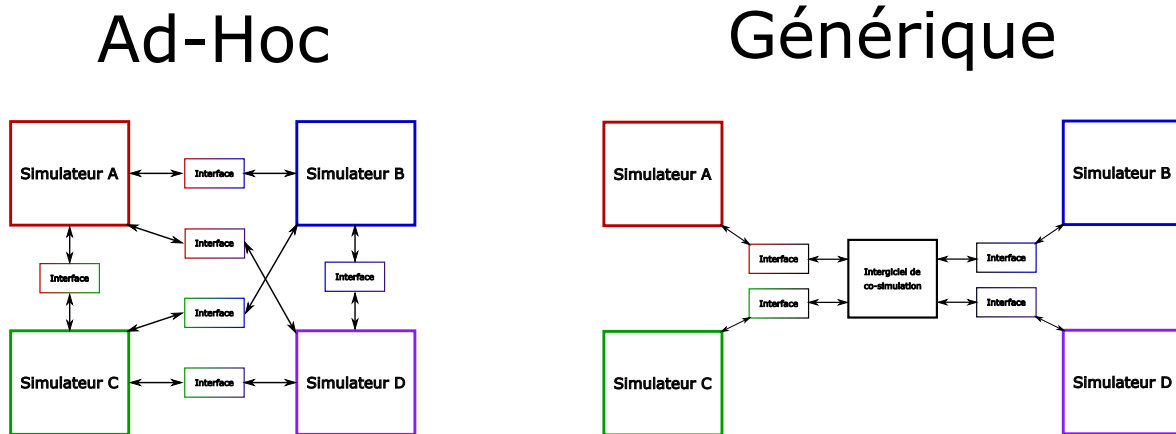 Ad-Hoc
Simulateur A
Interface
Simulateur B
Interface
Interface
Interface
Interface
Simulateur C
Interface
Simulateur D
Générique
Simulateur A
Simulateur B
Interface
Intergiciel de
co-simulation
Interface
Interface
Interface
Simulateur C
Simulateur D